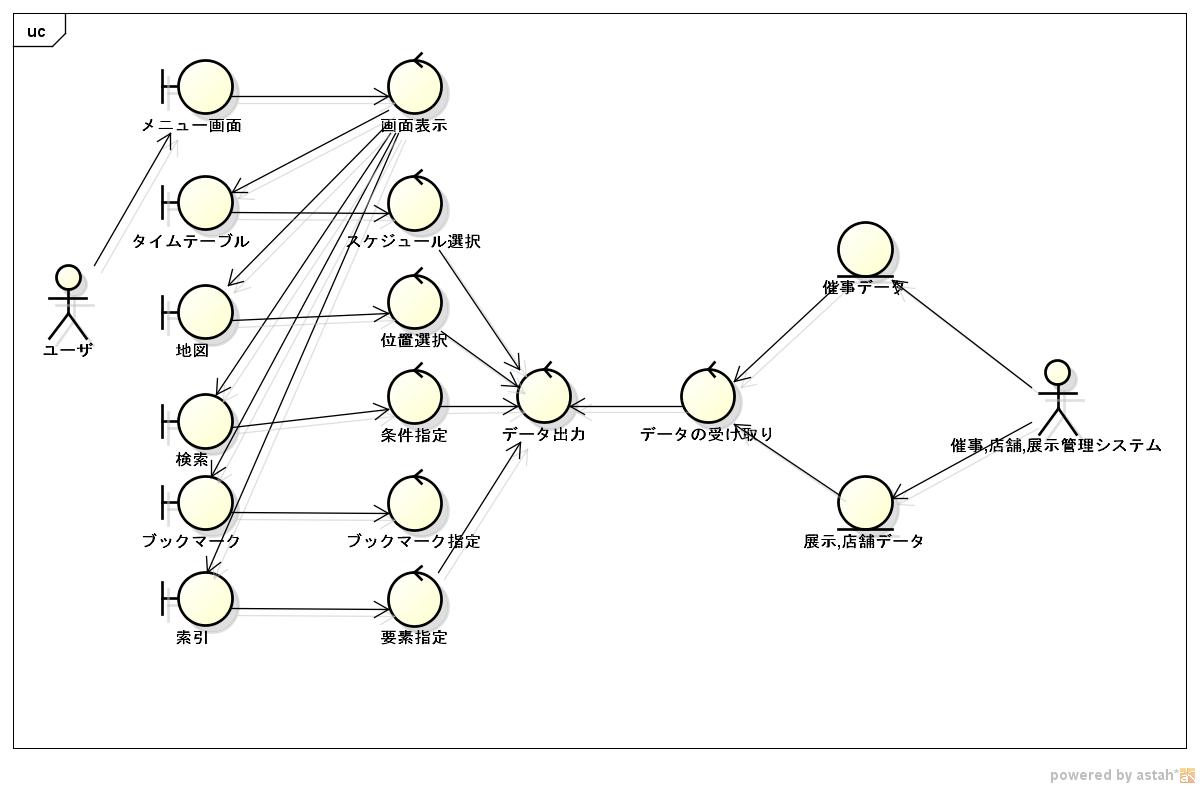 uc
メニュー画面
画面表示
タイムテーブル
スケジュール選択
催事データ
地図
位置選択
ユーザ
検索
条件指定
データ出力
データの受け取り
催事,店舗,展示管理システム
ブックマーク
ブックマーク指定
展示,店舗データ
索引
要素指定
powered by astah*